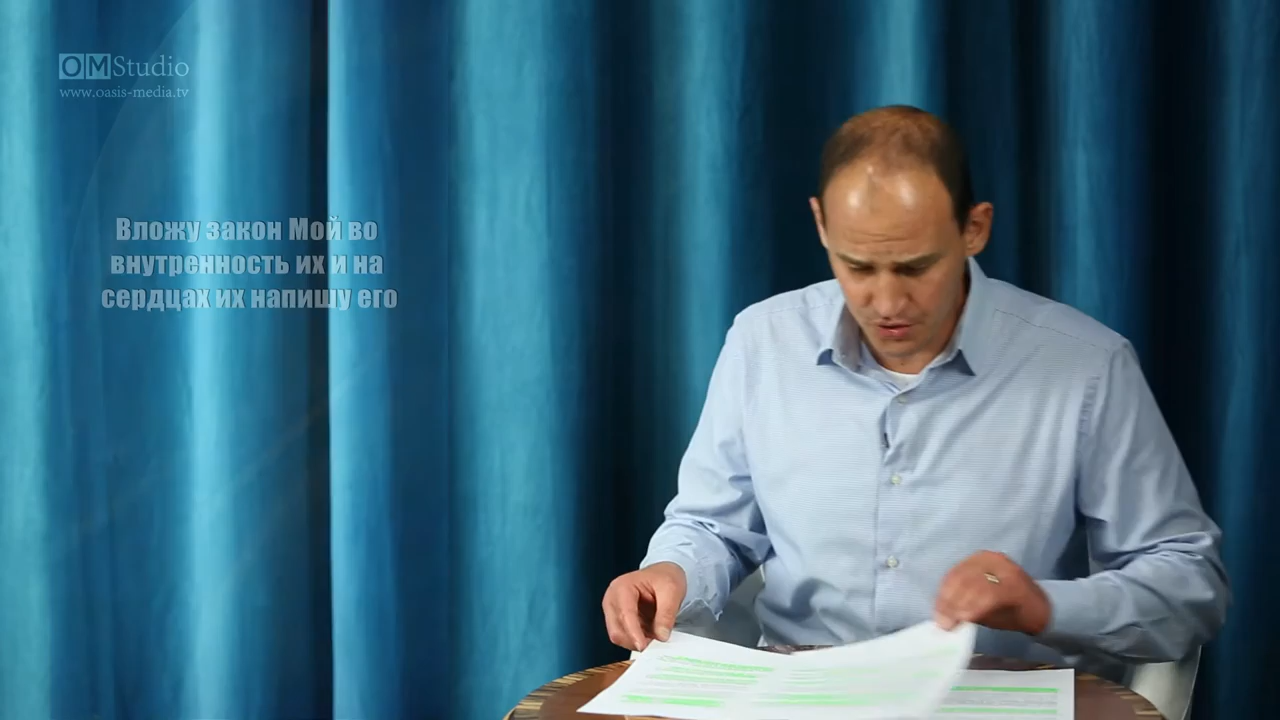 OMStudio
www.oasis-media.tv
Вложу закон Мой во
внутренность их и на
сердцах их напишу его